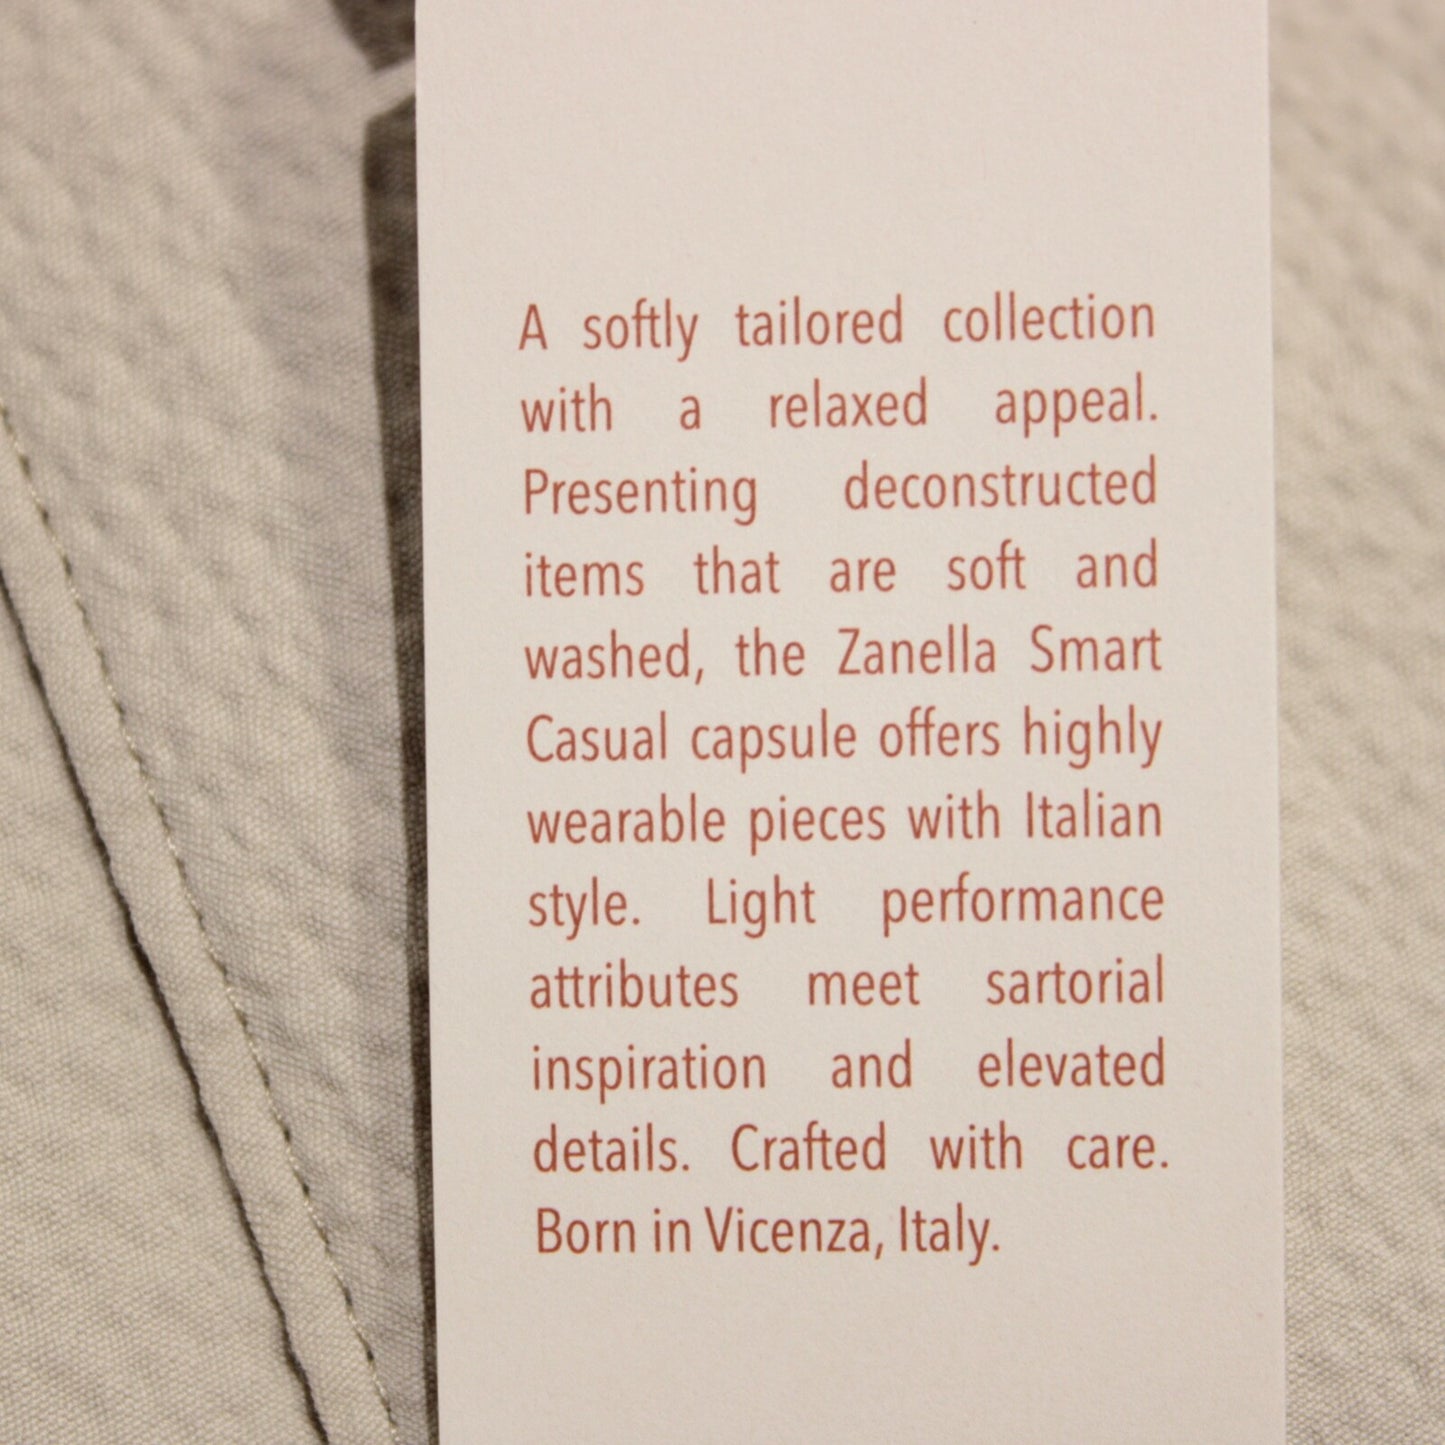 A softly tailored collection
with a relaxed appeal.
Presenting deconstructed
items that are soft and
washed, the Zanella Smart
Casual capsule offers highly
wearable pieces with Italian
style. Light performance
attributes meet sartorial
inspiration and elevated
details. Crafted with care.
Born in Vicenza, Italy.